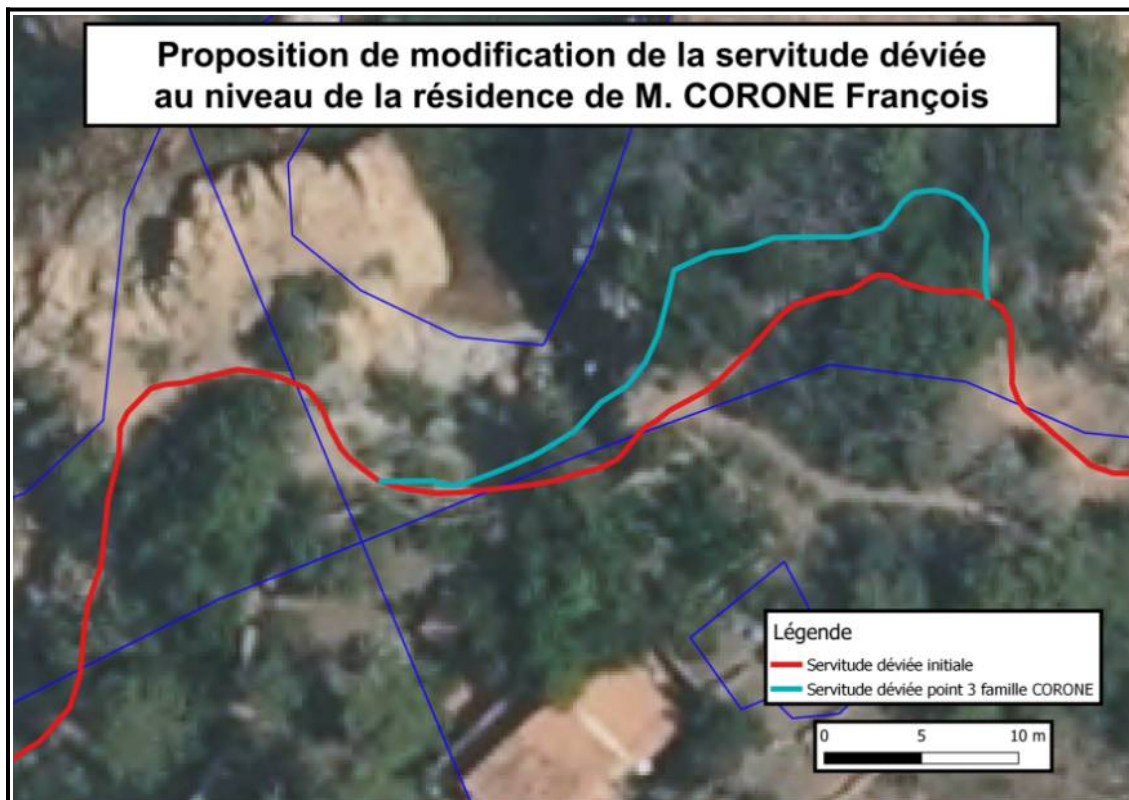 Proposition de modification de la servitude déviée
au niveau de la résidence de M. CORONE François
Légende
Servitude déviée initiale
Servitude déviée point 3 famille CORONE
0 5 10 m